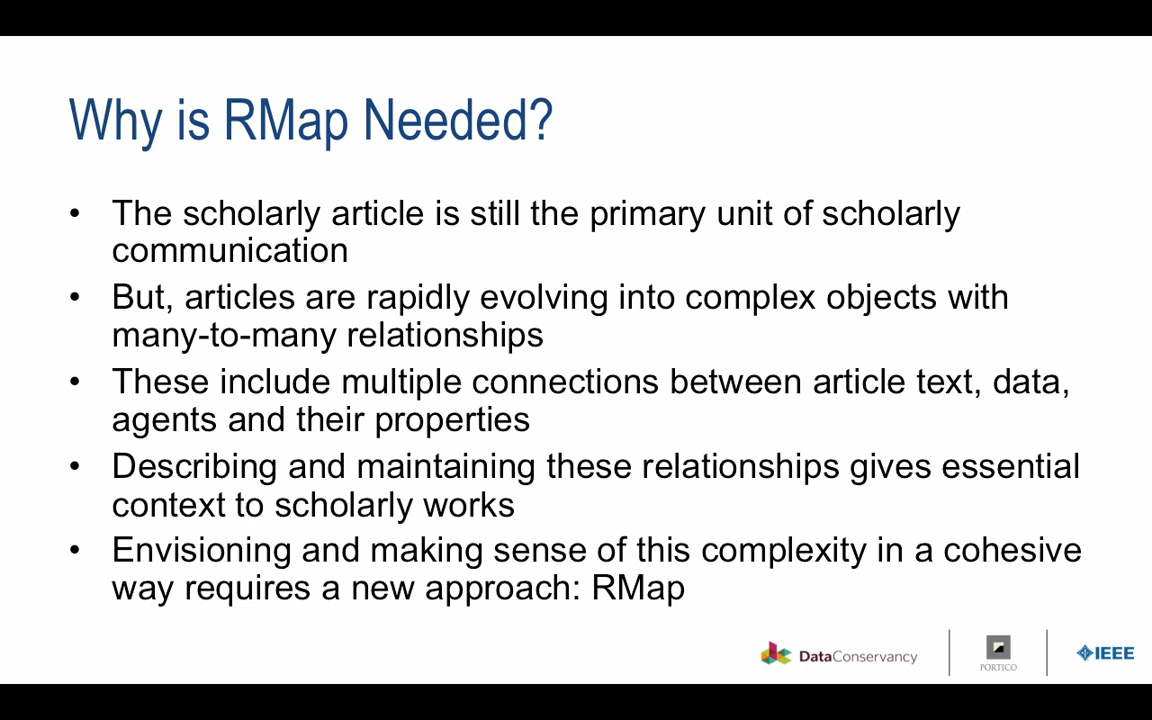 Why is RMap Needed?
• The scholarly article is still the primary unit of scholarly
communication
• But, articles are rapidly evolving into complex objects with
many-to-many relationships
• These include multiple connections between article text, data,
agents and their properties
• Describing and maintaining these relationships gives essential
context to scholarly works
• Envisioning and making sense of this complexity in a cohesive
way requires a new approach: RMap
DataConservancy
PORTICO
IEEE